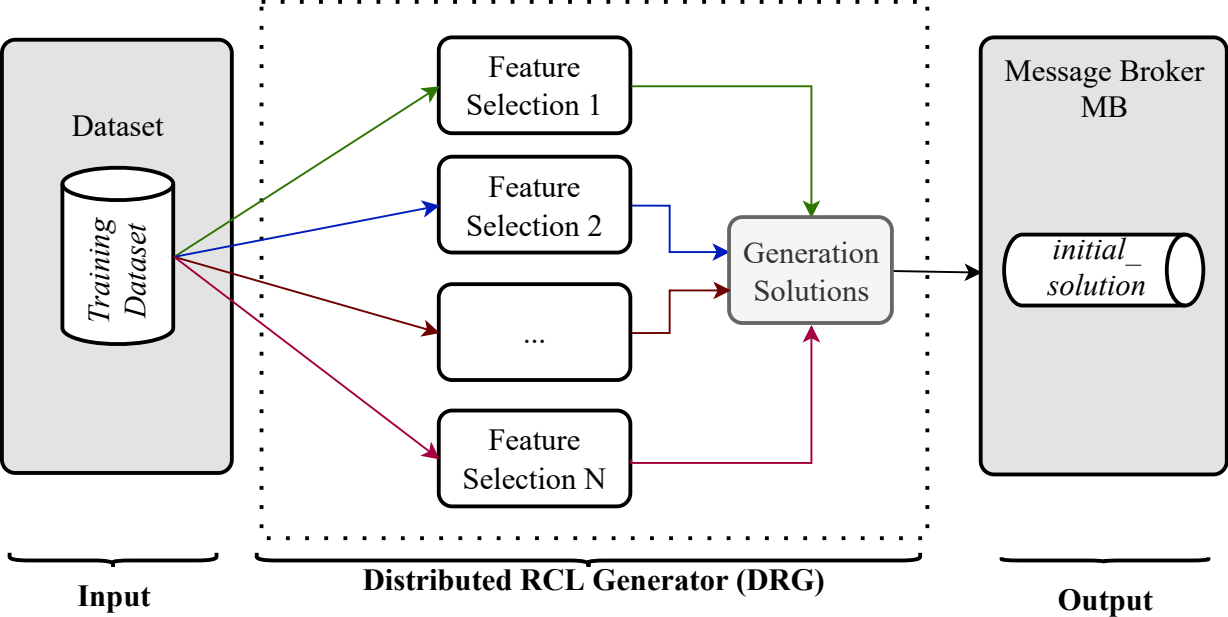 Dataset
Training
Dataset
Feature
Selection 1
Feature
Selection 2
...
Feature
Selection N
Generation
Solutions
Message Broker
MB
initial_
solution
Input
Distributed RCL Generator (DRG)
Output